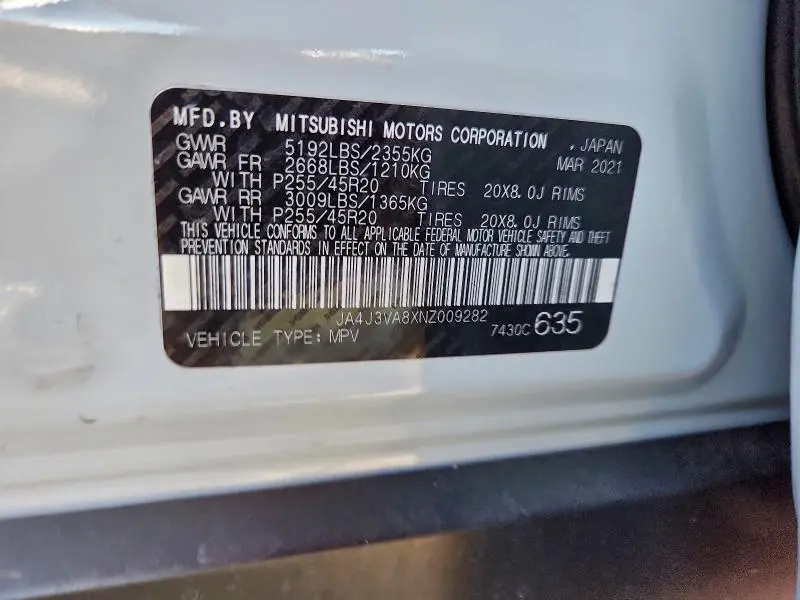 MFD.BY MITSUBISHI MOTORS CORPORATION , JAPAN
GVWR 5192LBS/2355KG MAR 2021
GAWR FR 2668LBS/1210KG
WITH P255/45R20 TIRES 20X8.0J RIMS
GAWR RR 3009LBS/1365KG
WITH P255/45R20 TIRES 20X8.0J RIMS
THIS VEHICLE CONFORMS TO ALL APPLICABLE FEDERAL MOTOR VEHICLE SAFETY AND THEFT
PREVENTION STANDARDS IN EFFECT ON THE DATE OF MANUFACTURE SHOWN ABOVE.
JA4J3VA8XNZ009282
VEHICLE TYPE: MPV 7430C 635